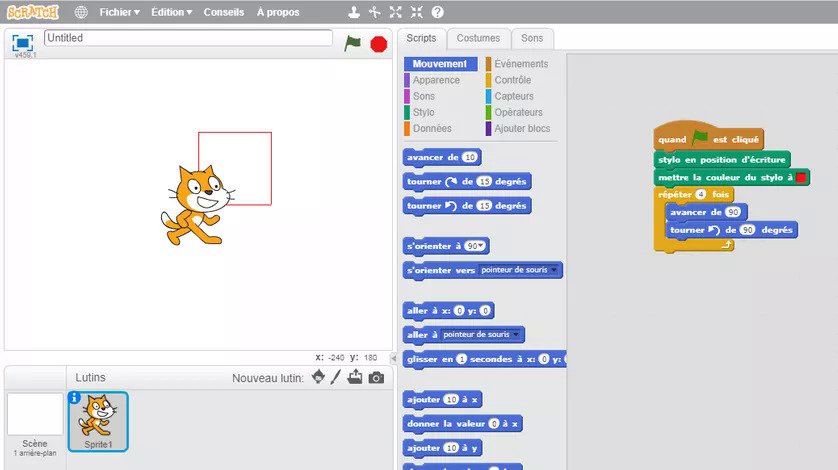 SCRATCH Fichier Édition Conseils À propos
Untitled
v459.1
Scripts Costumes Sons
Mouvement Événements
Apparence Contrôle
Sons Capteurs
Stylo Opérateurs
Données Ajouter blocs
avancer de 10
tourner de 15 degrés
tourner de 15 degrés
s'orienter à 90
s'orienter vers pointeur de souris
aller à x: 0 y: 0
aller à pointeur de souris
glisser en 1 secondes à x: 0 y:
ajouter 10 à x
donner la valeur 0 à x
ajouter 10 à y
quand est cliqué
stylo en position d'écriture
mettre la couleur du stylo à
répéter 4 fois
avancer de 90
tourner de 90 degrés
x: -240 y: 180
Lutins Nouveau lutin:
Scène
1 arrière-plan
Sprite1